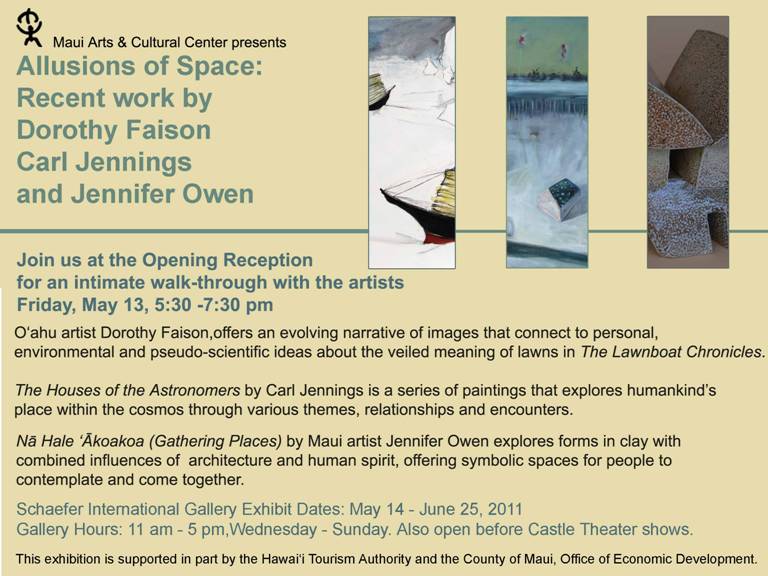 Maui Arts & Cultural Center presents
Allusions of Space:
Recent work by
Dorothy Faison
Carl Jennings
and Jennifer Owen
Join us at the Opening Reception
for an intimate walk-through with the artists
Friday, May 13, 5:30 -7:30 pm
Oʻahu artist Dorothy Faison,offers an evolving narrative of images that connect to personal,
environmental and pseudo-scientific ideas about the veiled meaning of lawns in The Lawnboat Chronicles.
The Houses of the Astronomers by Carl Jennings is a series of paintings that explores humankind's
place within the cosmos through various themes, relationships and encounters.
Nā Hale ʻĀkoakoa (Gathering Places) by Maui artist Jennifer Owen explores forms in clay with
combined influences of  architecture and human spirit, offering symbolic spaces for people to
contemplate and come together.
Schaefer International Gallery Exhibit Dates: May 14 - June 25, 2011
Gallery Hours: 11 am - 5 pm,Wednesday - Sunday. Also open before Castle Theater shows.
This exhibition is supported in part by the Hawaiʻi Tourism Authority and the County of Maui, Office of Economic Development.